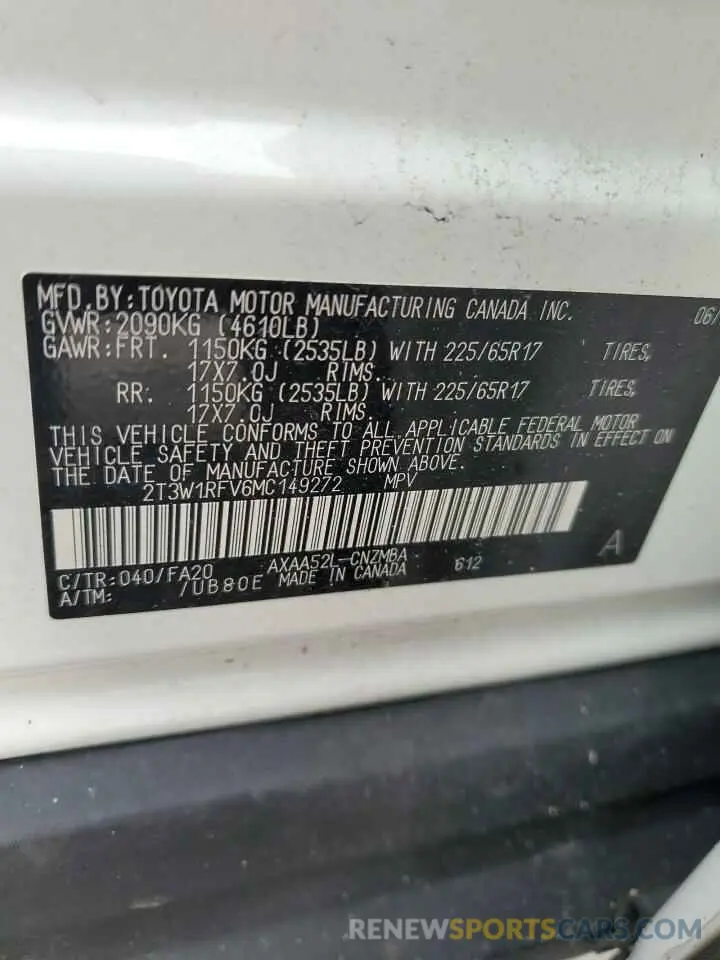 MFD.BY:TOYOTA MOTOR MANUFACTURING CANADA INC. 06/
GVWR:2090KG (4610LB)
GAWR:FRT. 1150KG (2535LB) WITH 225/65R17 TIRES,
17X7.0J RIMS.
RR: 1150KG (2535LB) WITH 225/65R17 TIRES,
17X7.0J RIMS.
THIS VEHICLE CONFORMS TO ALL APPLICABLE FEDERAL MOTOR
VEHICLE SAFETY AND THEFT PREVENTION STANDARDS IN EFFECT ON
THE DATE OF MANUFACTURE SHOWN ABOVE.
2T3W1RFV6MC149272 MPV
C/TR:040/FA20 AXAA52L-CNZMBA 612 A
A/TM: /UB80E MADE IN CANADA
RENEWSPORTSCARS.COM